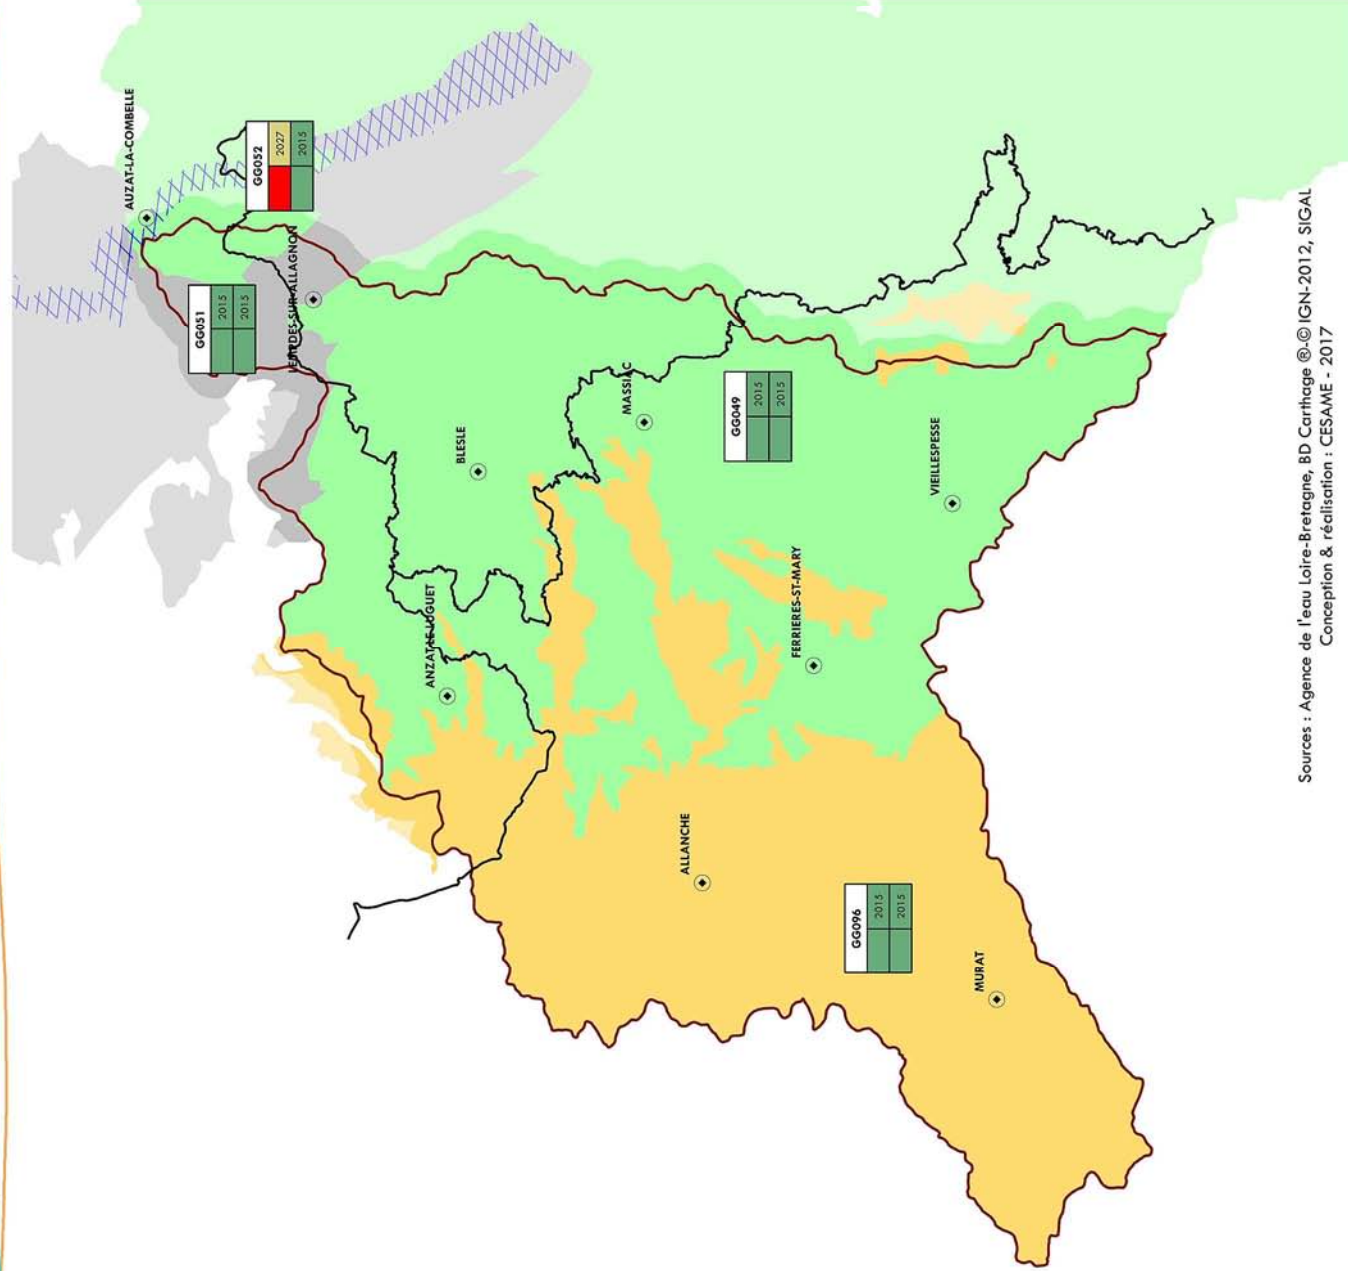 AUZAT-LA-COMBELLE
GG051
2015
2015
GG052
2027
2015
LEMPDES-SUR-ALLAGNON
ANZAT-LE-LUGUET
BLESLE
MASSIAC
ALLANCHE
GG049
2015
2015
FERRIERES-ST-MARY
GG096
2015
2015
VIEILLESPESSE
MURAT
Sources : Agence de l'eau Loire-Bretagne, BD Carthage ®-© IGN-2012, SIGAL
Conception & réalisation : CESAME - 2017